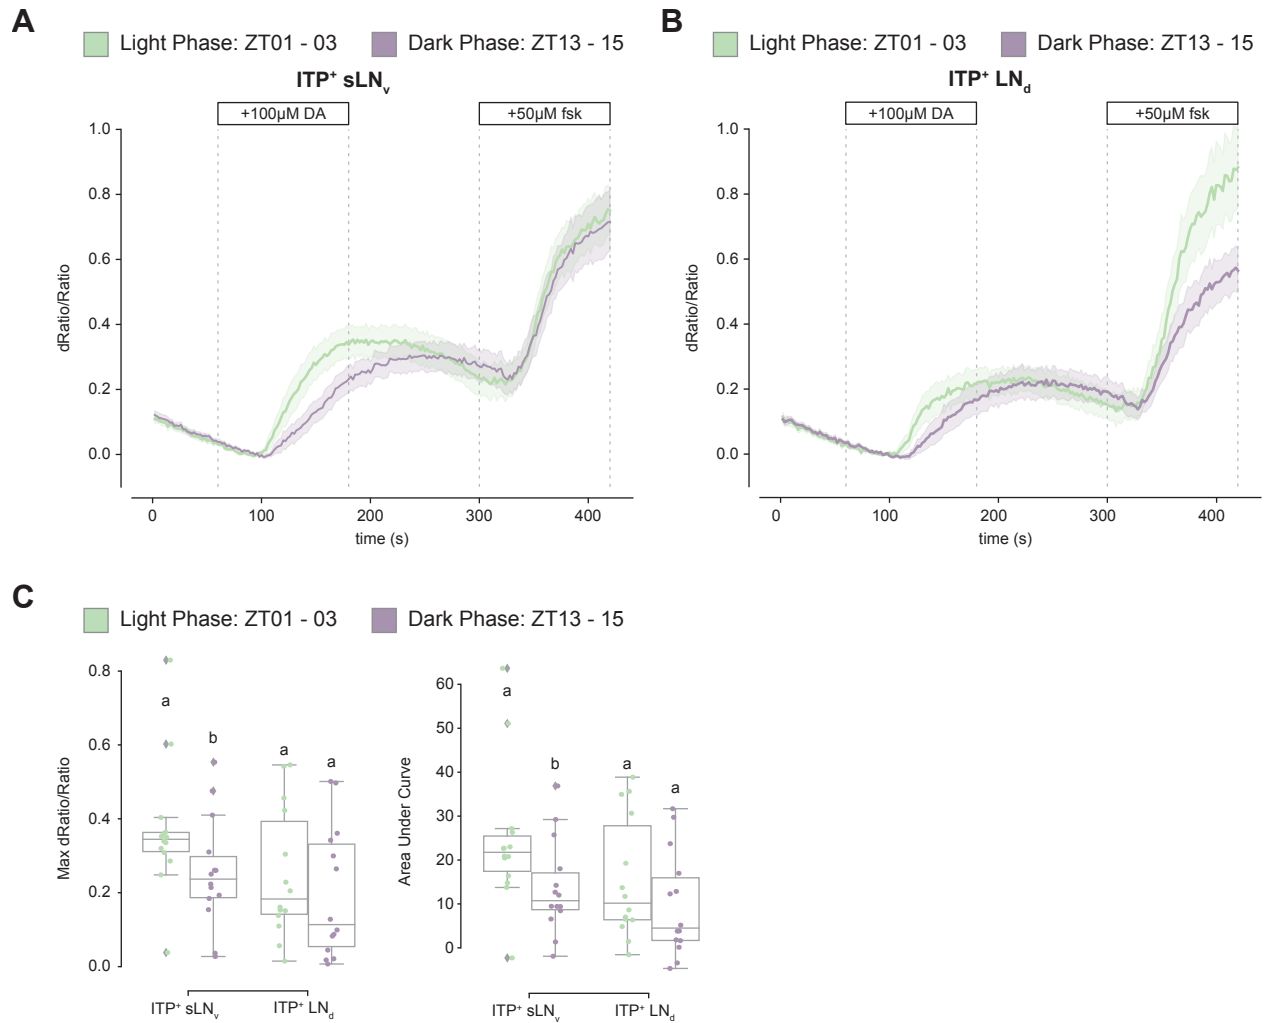 A
Light Phase: ZT01 - 03
Dark Phase: ZT13 - 15
ITP⁺ sLNᵥ
+100µM DA
+50µM fsk
1.0
0.8
0.6
0.4
0.2
0.0
dRatio/Ratio
0 100 200 300 400
time (s)
B
Light Phase: ZT01 - 03
Dark Phase: ZT13 - 15
ITP⁺ LNd
+100µM DA
+50µM fsk
1.0
0.8
0.6
0.4
0.2
0.0
dRatio/Ratio
0 100 200 300 400
time (s)
C
Light Phase: ZT01 - 03
Dark Phase: ZT13 - 15
0.8
0.6
0.4
0.2
0.0
Max dRatio/Ratio
a
b
a
a
ITP⁺ sLNᵥ
ITP⁺ LNd
60
50
40
30
20
10
0
Area Under Curve
a
b
a
a
ITP⁺ sLNᵥ
ITP⁺ LNd